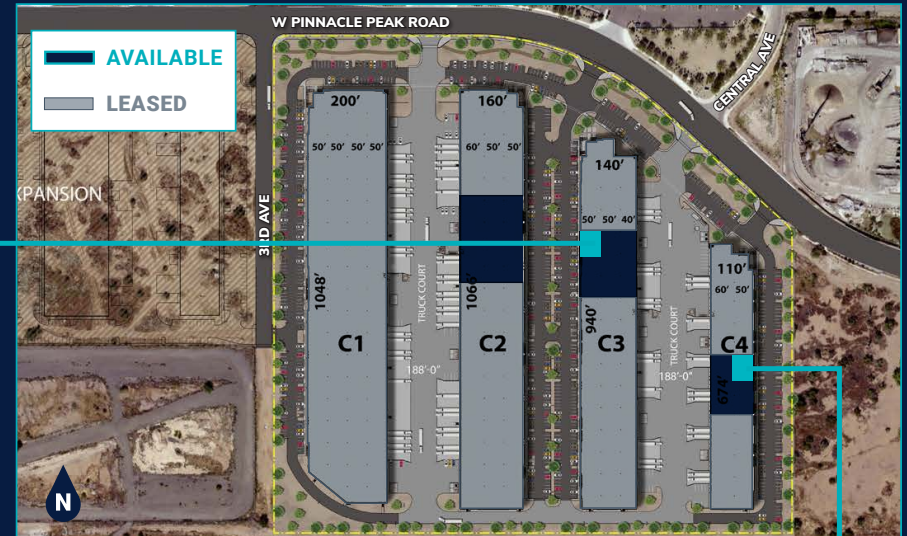 W PINNACLE PEAK ROAD
AVAILABLE
LEASED
CENTRAL AVE
XPANSION
3RD AVE
200’
50’ 50’ 50’ 50’
1048’
C1
TRUCK COURT
188'-0"
160’
60’ 50’ 50’
1066’
C2
140’
50’ 50’ 40’
940’
C3
TRUCK COURT
188'-0"
110’
60’ 50’
C4
674’
N